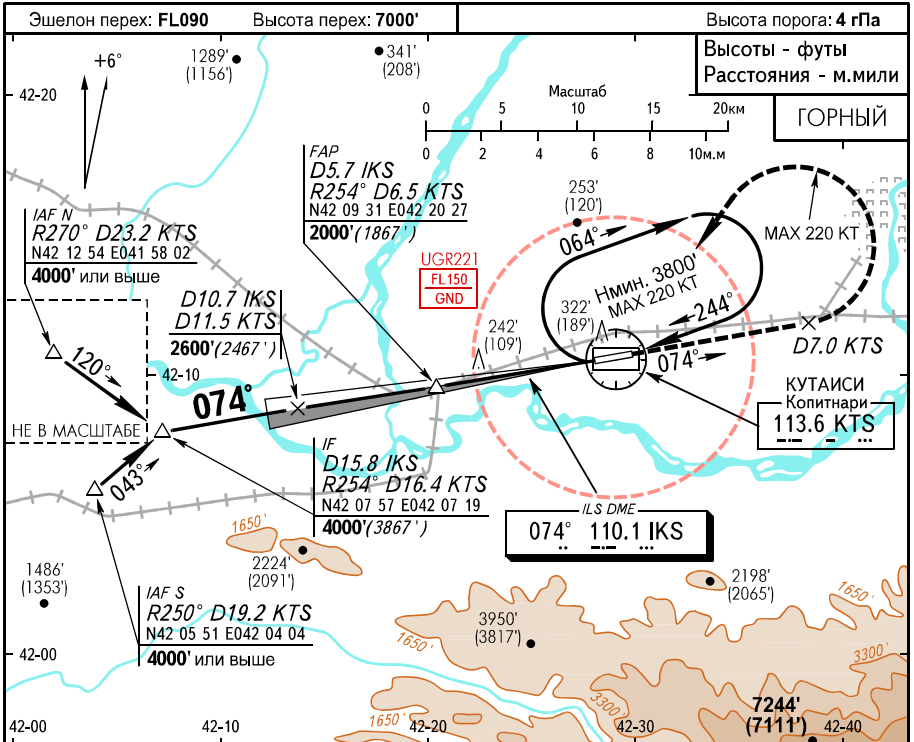 Эшелон перех: FL090
Высота перех: 7000'
Высота порога: 4 гПа
Высоты - футы
Расстояния - м.мили
ГОРНЫЙ
+6°
1289'
(1156')
341'
(208')
42-20
Масштаб
0 5 10 15 20км
0 2 4 6 8 10м.м
FAP
D5.7 IKS
R254° D6.5 KTS
N42 09 31 E042 20 27
2000'(1867')
253'
(120')
064°
MAX 220 КТ
IAF N
R270° D23.2 KTS
N42 12 54 E041 58 02
4000' или выше
UGR221
FL150
GND
Hмин. 3800'
MAX 220 КТ
D10.7 IKS
D11.5 KTS
2600'(2467')
322'
(189')
244°
242'
(109')
D7.0 KTS
074°
120°
42-10
074°
КУТАИСИ
Копитнари
113.6 KTS
НЕ В МАСШТАБЕ
043°
IF
D15.8 IKS
R254° D16.4 KTS
N42 07 57 E042 07 19
4000'(3867')
ILS DME
074° 110.1 IKS
1650'
2224'
(2091')
1486'
(1353')
2198'
(2065')
1650'
IAF S
R250° D19.2 KTS
N42 05 51 E042 04 04
4000' или выше
3950'
(3817')
1650'
42-00
3300'
3300'
7244'
(7111')
1650'
42-00
42-10
42-20
42-30
42-40